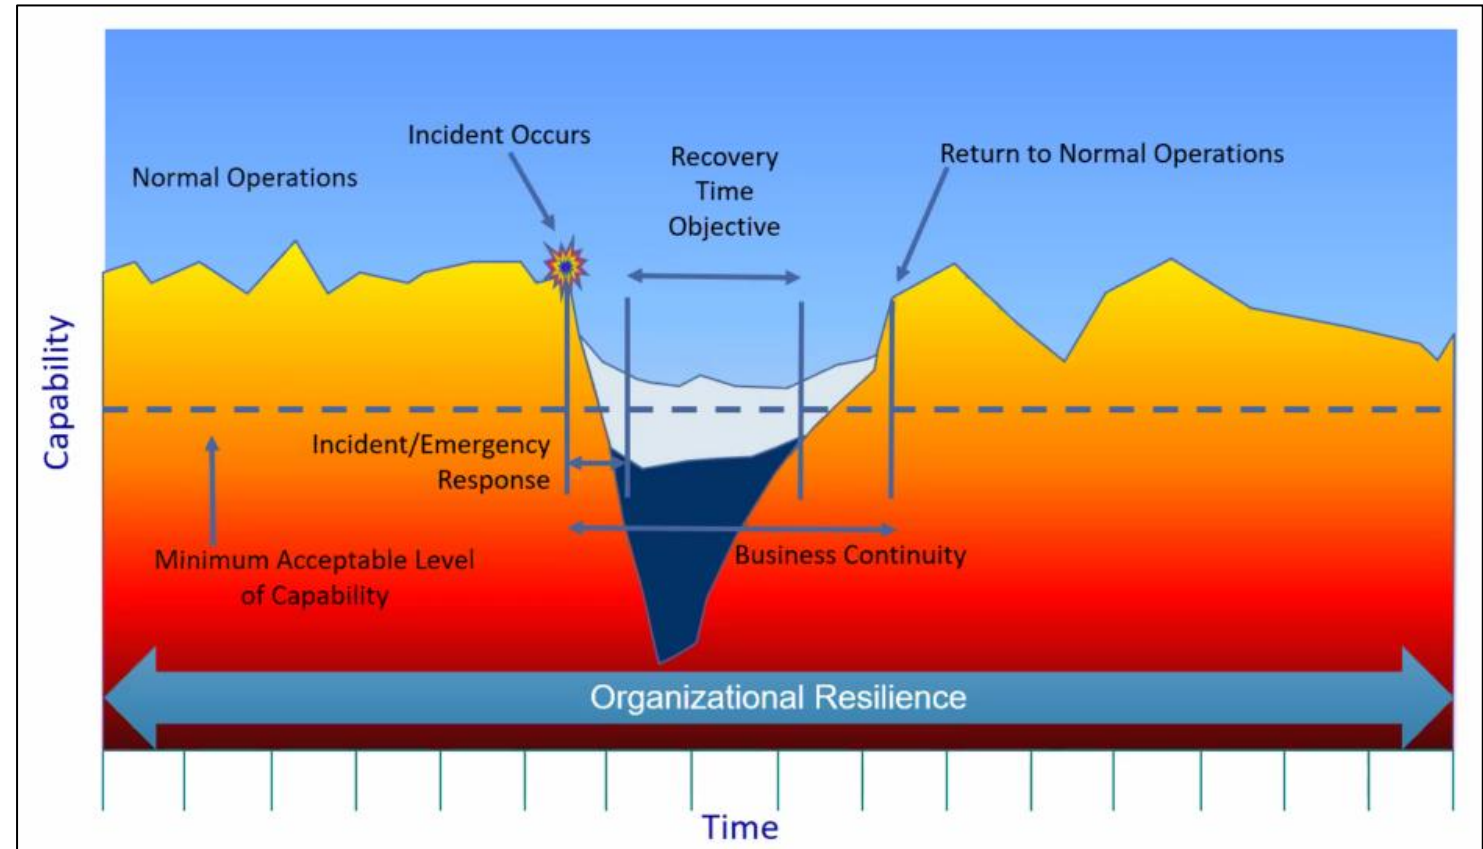 Incident Occurs
Normal Operations
Recovery
Time
Objective
Return to Normal Operations
Capability
Incident/Emergency
Response
Minimum Acceptable Level
of Capability
Business Continuity
Organizational Resilience
Time